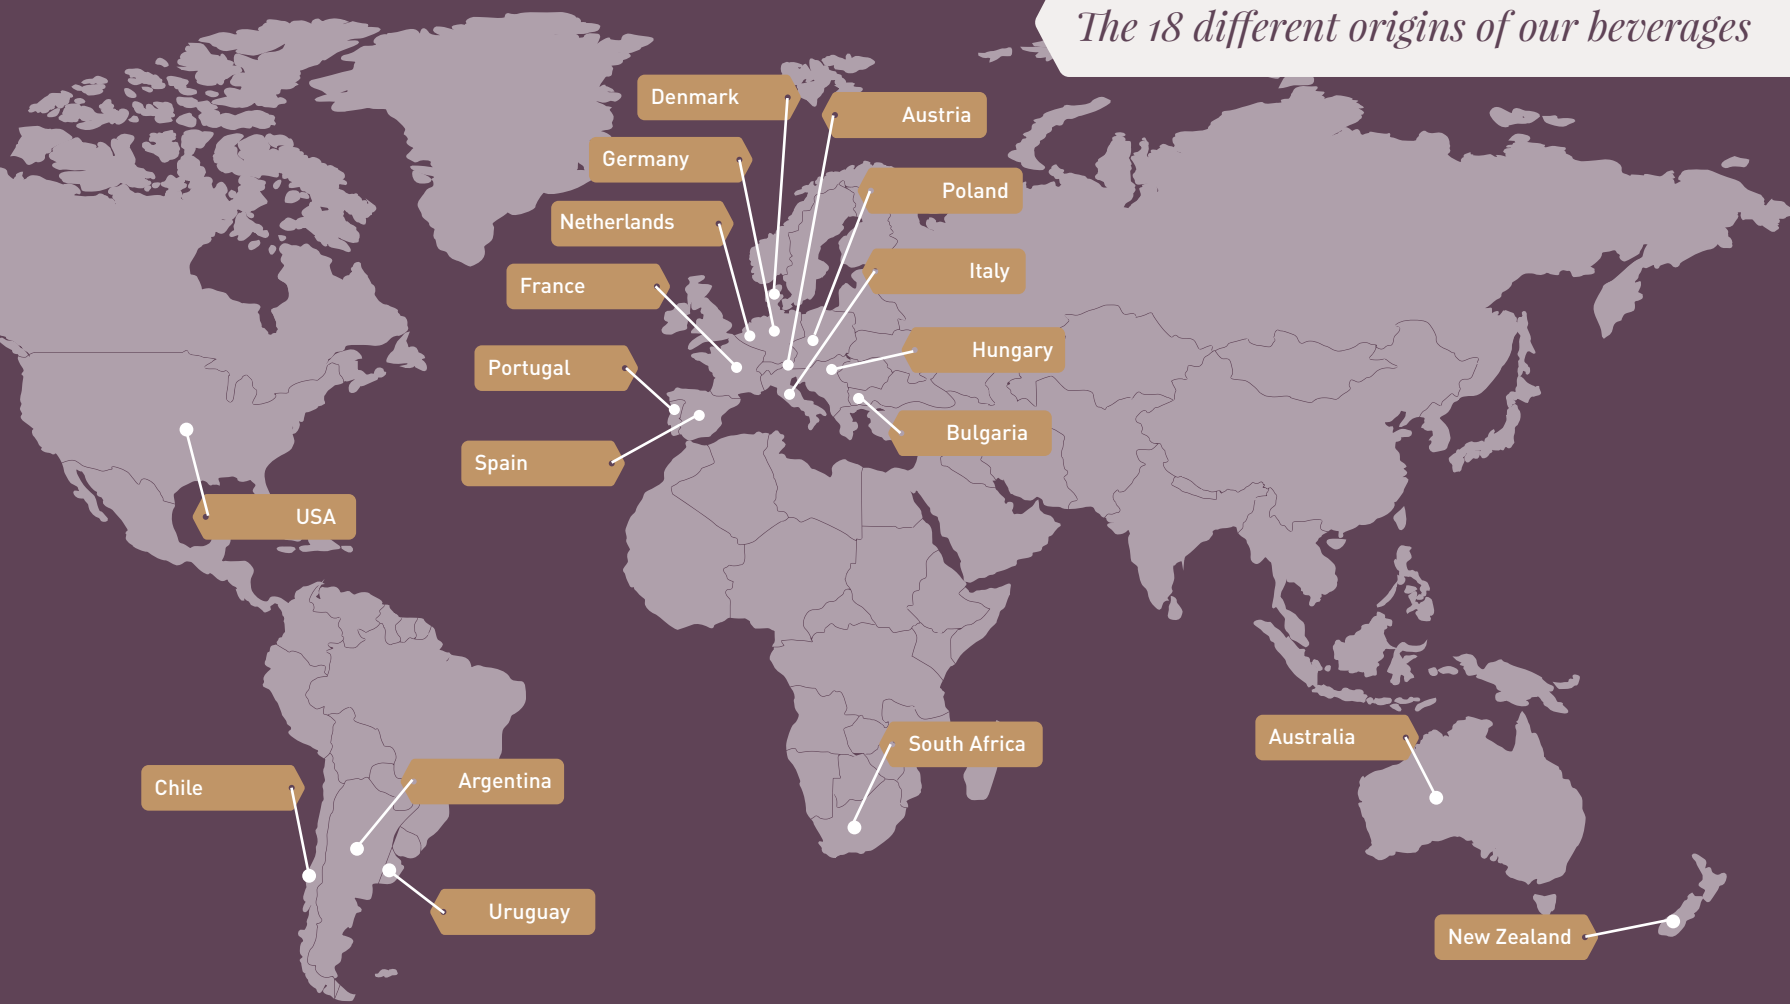 The 18 different origins of our beverages
Denmark
Austria
Germany
Poland
Netherlands
Italy
France
Hungary
Portugal
Bulgaria
Spain
USA
South Africa
Australia
Argentina
Chile
Uruguay
New Zealand